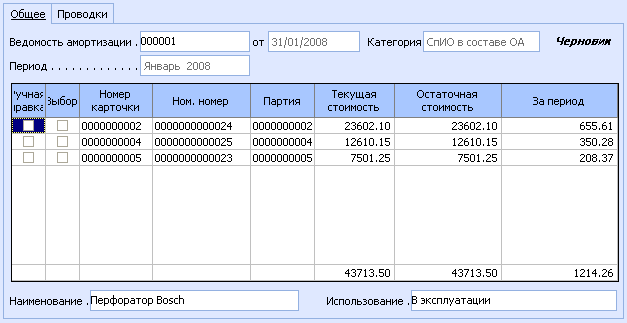 Общее Проводки
Ведомость амортизации . 000001 от 31/01/2008 Категория СпИО в составе ОА Черновик
Период . . . . . . . . . . . . . Январь 2008
учная правка Выбор Номер карточки Ном. номер Партия Текущая стоимость Остаточная стоимость За период
0000000002 0000000000024 0000000002 23602.10 23602.10 655.61
0000000004 0000000000025 0000000004 12610.15 12610.15 350.28
0000000005 0000000000023 0000000005 7501.25 7501.25 208.37
43713.50 43713.50 1214.26
Наименование . Перфоратор Bosch Использование . В эксплуатации